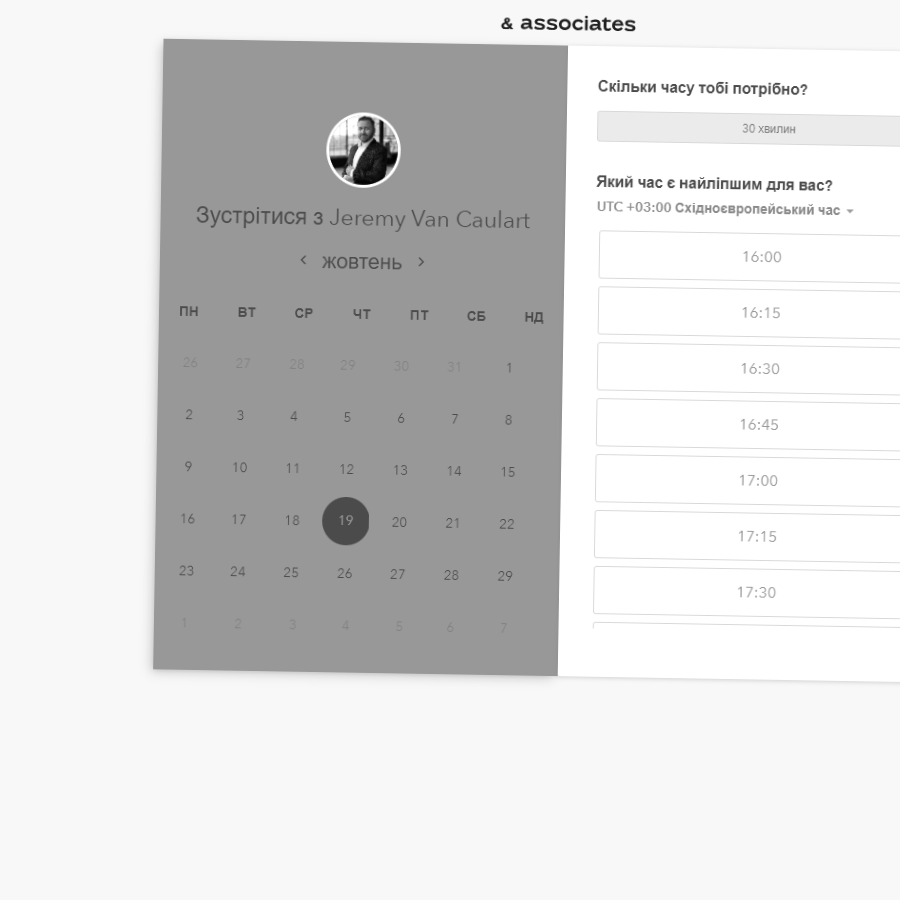 & associates
Зустрітися з Jeremy Van Caulart
жовтень
ПН ВТ СР ЧТ ПТ СБ НД
26 27 28 29 30 31 1
2 3 4 5 6 7 8
9 10 11 12 13 14 15
16 17 18 19 20 21 22
23 24 25 26 27 28 29
1 2 3 4 5 6 7
Скільки часу тобі потрібно?
30 хвилин
Який час є найліпшим для вас?
UTC +03:00 Східноєвропейський час
16:00
16:15
16:30
16:45
17:00
17:15
17:30